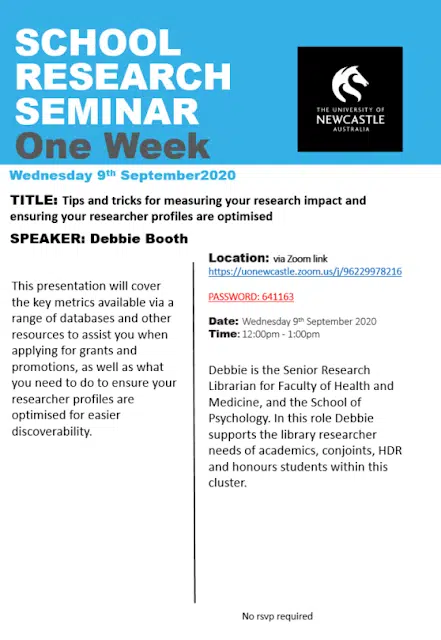 SCHOOL
RESEARCH
SEMINAR
One Week
THE UNIVERSITY OF
NEWCASTLE
AUSTRALIA
Wednesday 9th September2020
TITLE: Tips and tricks for measuring your research impact and
ensuring your researcher profiles are optimised
SPEAKER: Debbie Booth
This presentation will cover
the key metrics available via a
range of databases and other
resources to assist you when
applying for grants and
promotions, as well as what
you need to do to ensure your
researcher profiles are
optimised for easier
discoverability.
Location: via Zoom link
https://uonewcastle.zoom.us/j/96229978216
PASSWORD: 641163
Date: Wednesday 9th September 2020
Time: 12:00pm - 1:00pm
Debbie is the Senior Research
Librarian for Faculty of Health and
Medicine, and the School of
Psychology. In this role Debbie
supports the library researcher
needs of academics, conjoints, HDR
and honours students within this
cluster.
No rsvp required